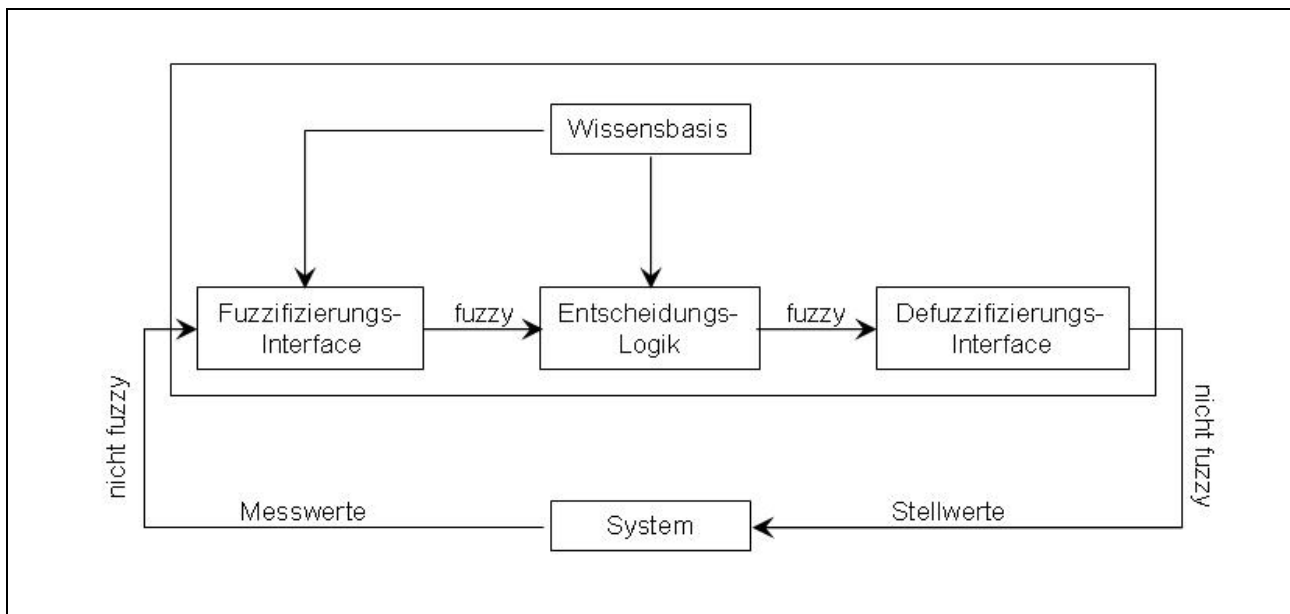 Wissensbasis
Fuzzifizierungs-
Interface
fuzzy
Entscheidungs-
Logik
fuzzy
Defuzzifizierungs-
Interface
nicht fuzzy
nicht fuzzy
Messwerte
System
Stellwerte